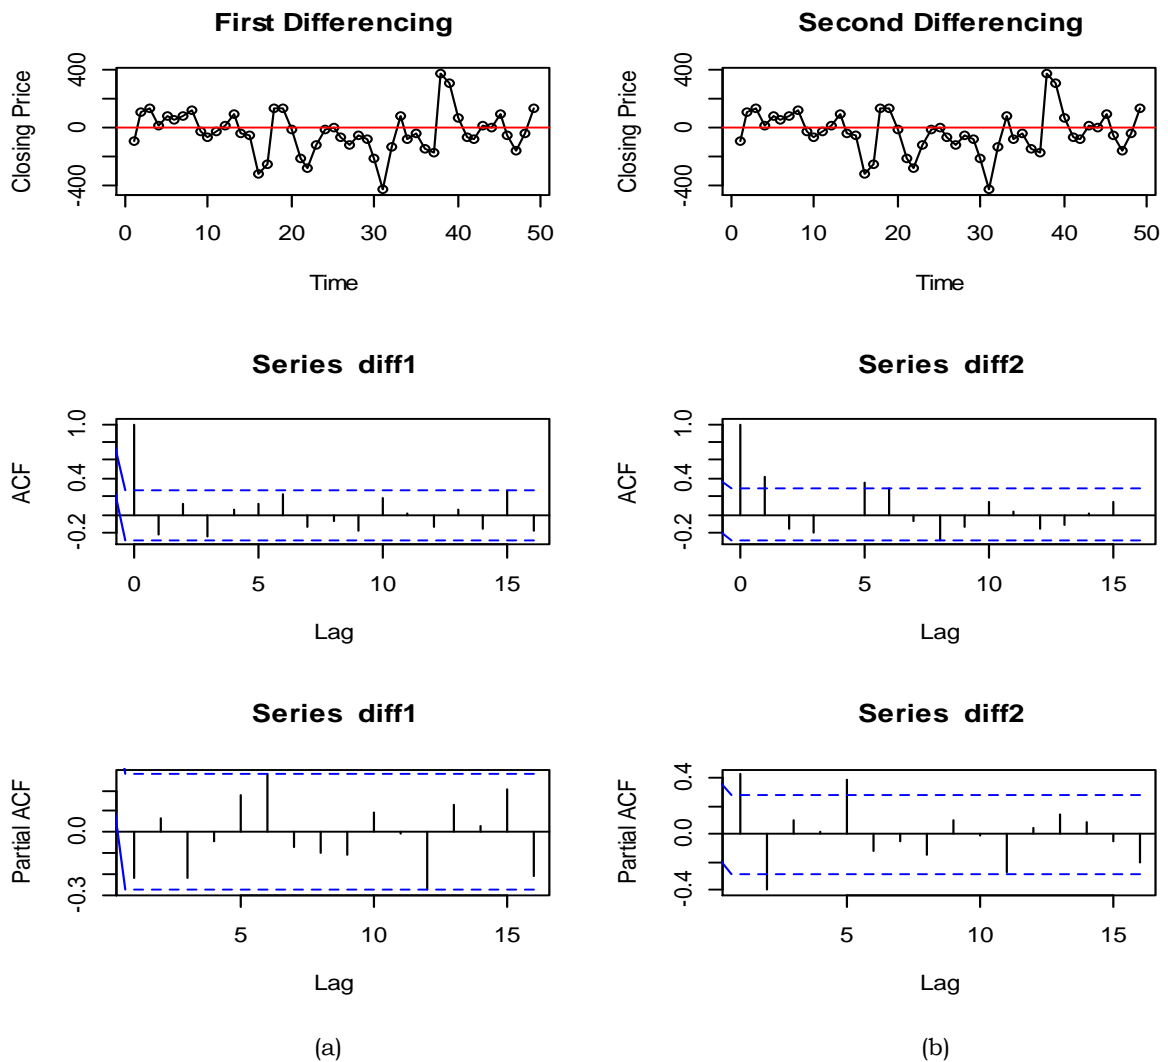 First Differencing
Closing Price
400
0
-400
0 10 20 30 40 50
Time
Series diff1
ACF
1.0
0.4
-0.2
0 5 10 15
Lag
Series diff1
Partial ACF
0.0
-0.3
5 10 15
Lag
(a)
Second Differencing
Closing Price
400
0
-400
0 10 20 30 40 50
Time
Series diff2
ACF
1.0
0.4
-0.2
0 5 10 15
Lag
Series diff2
Partial ACF
0.4
0.0
-0.4
5 10 15
Lag
(b)